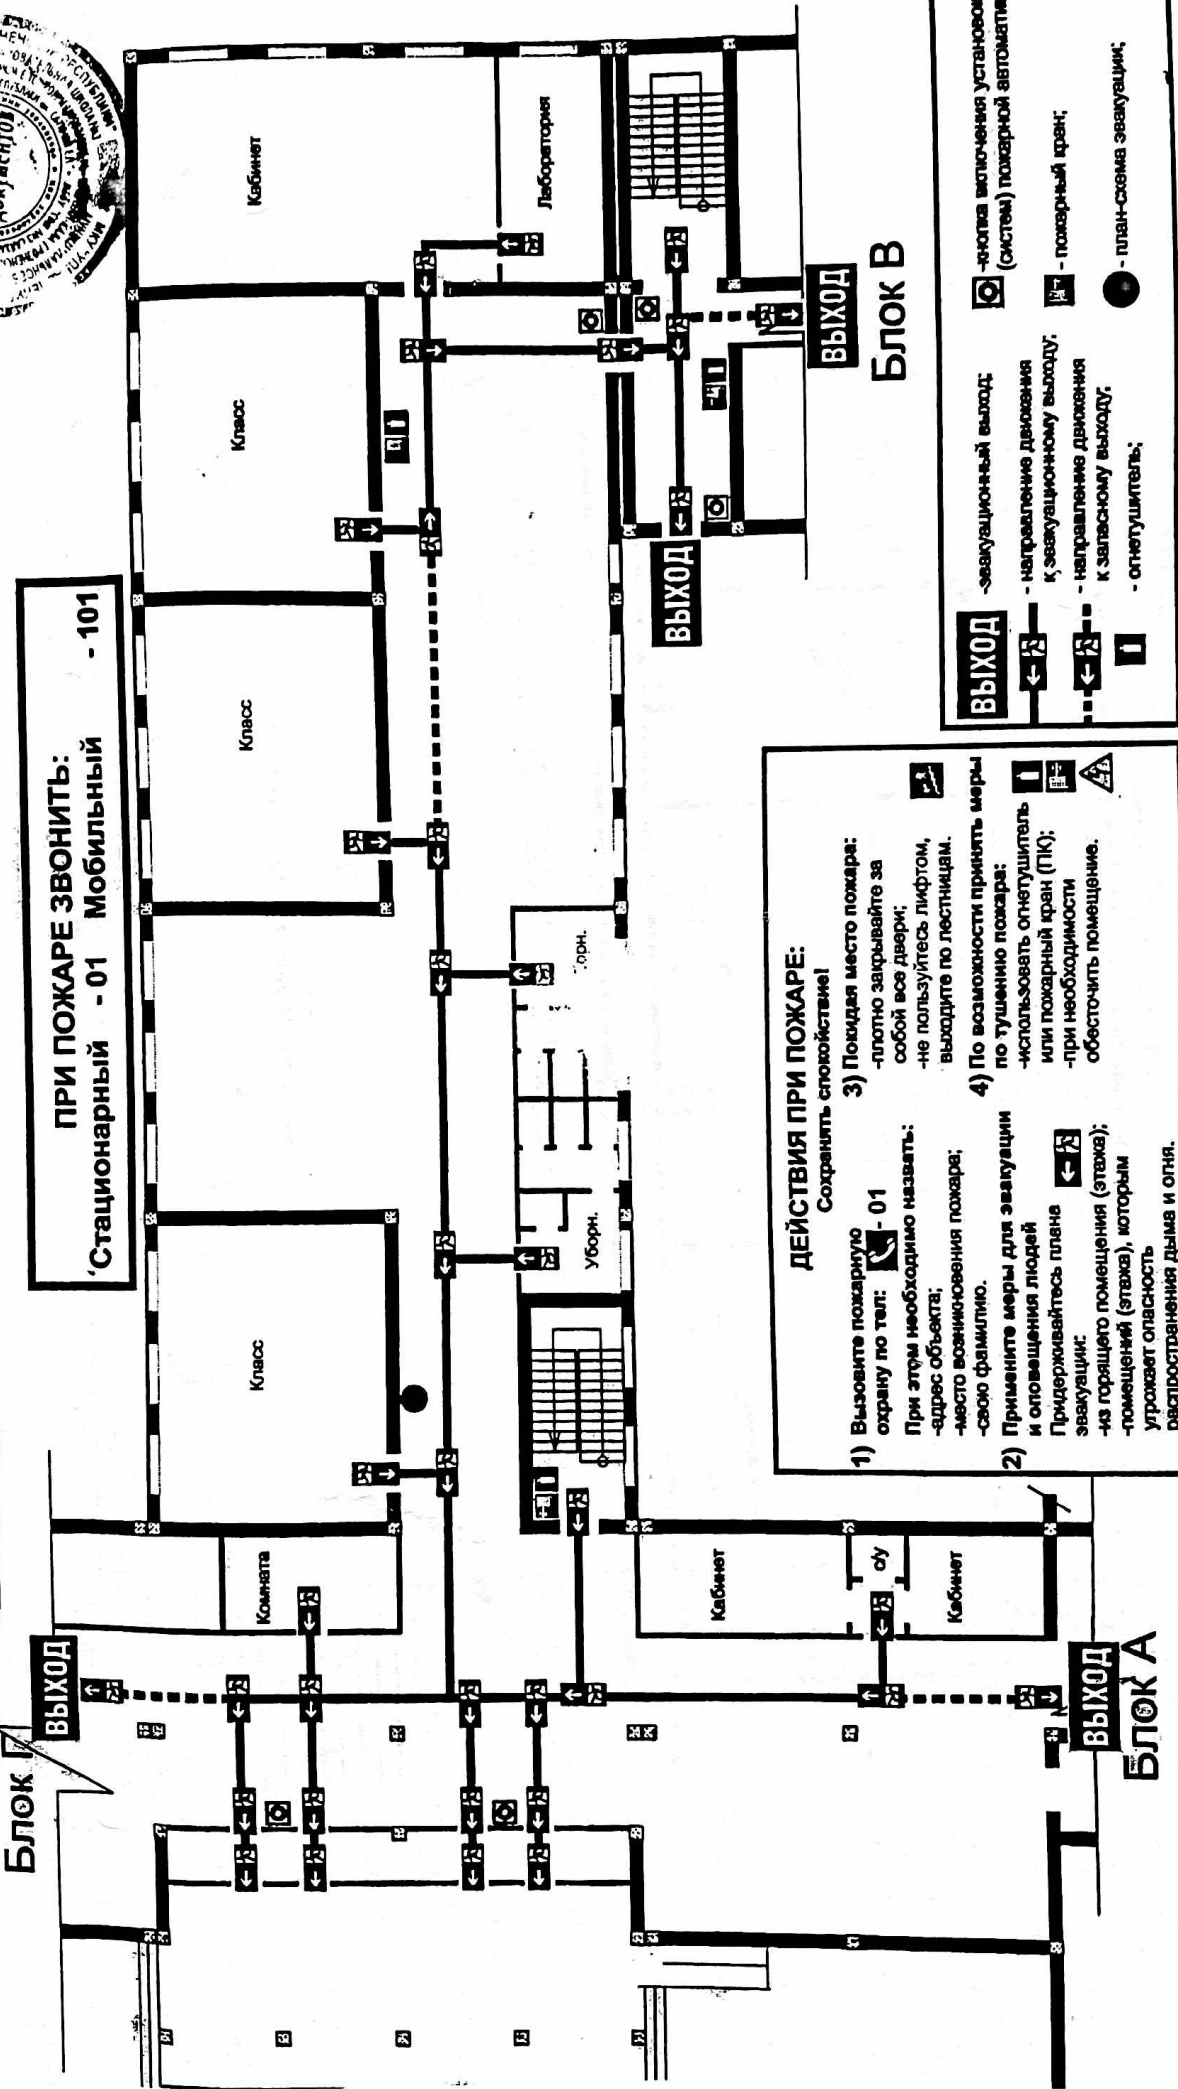 ПРИ ПОЖАРЕ ЗВОНИТЬ:
Стационарный - 01 Мобильный - 101
Блок Г
ВЫХОД
Комната
Класс
Класс
Класс
Кабинет
Лаборатория
Уборн.
Кабинет
с/у
Кабинет
ВЫХОД
Блок А
ВЫХОД
ВЫХОД
Блок В
ДЕЙСТВИЯ ПРИ ПОЖАРЕ:
Сохранять спокойствие!
1) Вызовите пожарную
охрану по тел: - 01
При этом необходимо назвать:
-адрес объекта;
-место возникновения пожара;
-свою фамилию.
2) Примените меры для эвакуации
и оповещения людей
Придерживайтесь плана
эвакуации:
-из горящего помещения (этажа);
-помещений (этажа), которым
угрожает опасность
распространения дыма и огня.
3) Покидая место пожара:
-плотно закрывайте за
собой все двери;
-не пользуйтесь лифтом,
выходите по лестницам.
4) По возможности принять меры
по тушению пожара:
-использовать огнетушитель
или пожарный кран (ПК);
-при необходимости
обесточить помещение.
ВЫХОД -эвакуационный выход;
- направление движения
к эвакуационному выходу;
- направление движения
к запасному выходу;
- огнетушитель;
-кнопка включения установок
(систем) пожарной
- пожарный кран;
- план-схема эвакуации;